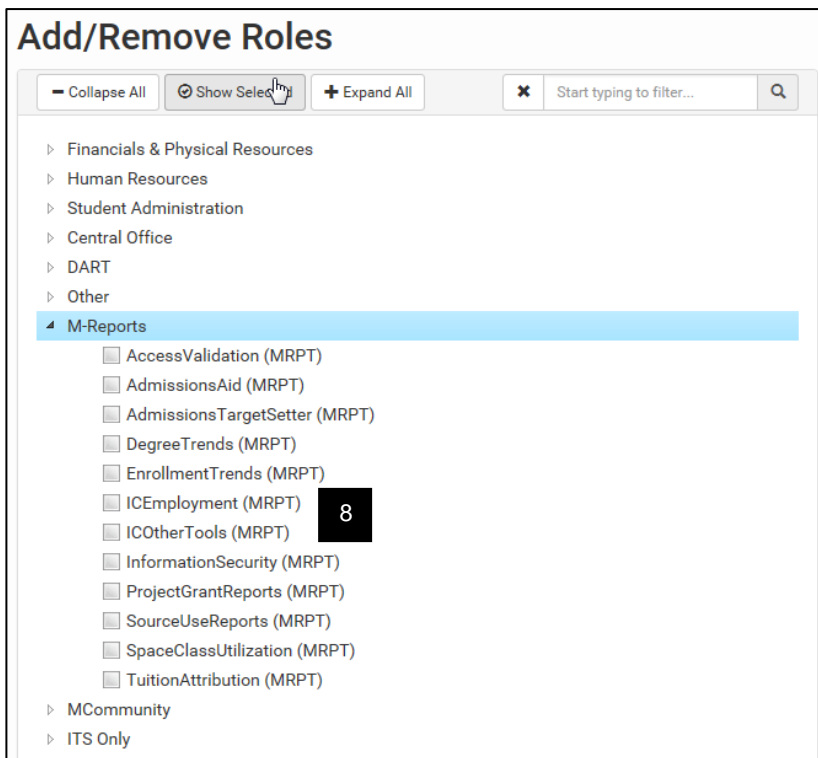 Add/Remove Roles
Collapse All Show Selected Expand All Start typing to filter...
Financials & Physical Resources
Human Resources
Student Administration
Central Office
DART
Other
M-Reports
AccessValidation (MRPT)
AdmissionsAid (MRPT)
AdmissionsTargetSetter (MRPT)
DegreeTrends (MRPT)
EnrollmentTrends (MRPT)
ICEmployment (MRPT)
8
ICOtherTools (MRPT)
InformationSecurity (MRPT)
ProjectGrantReports (MRPT)
SourceUseReports (MRPT)
SpaceClassUtilization (MRPT)
TuitionAttribution (MRPT)
MCommunity
ITS Only